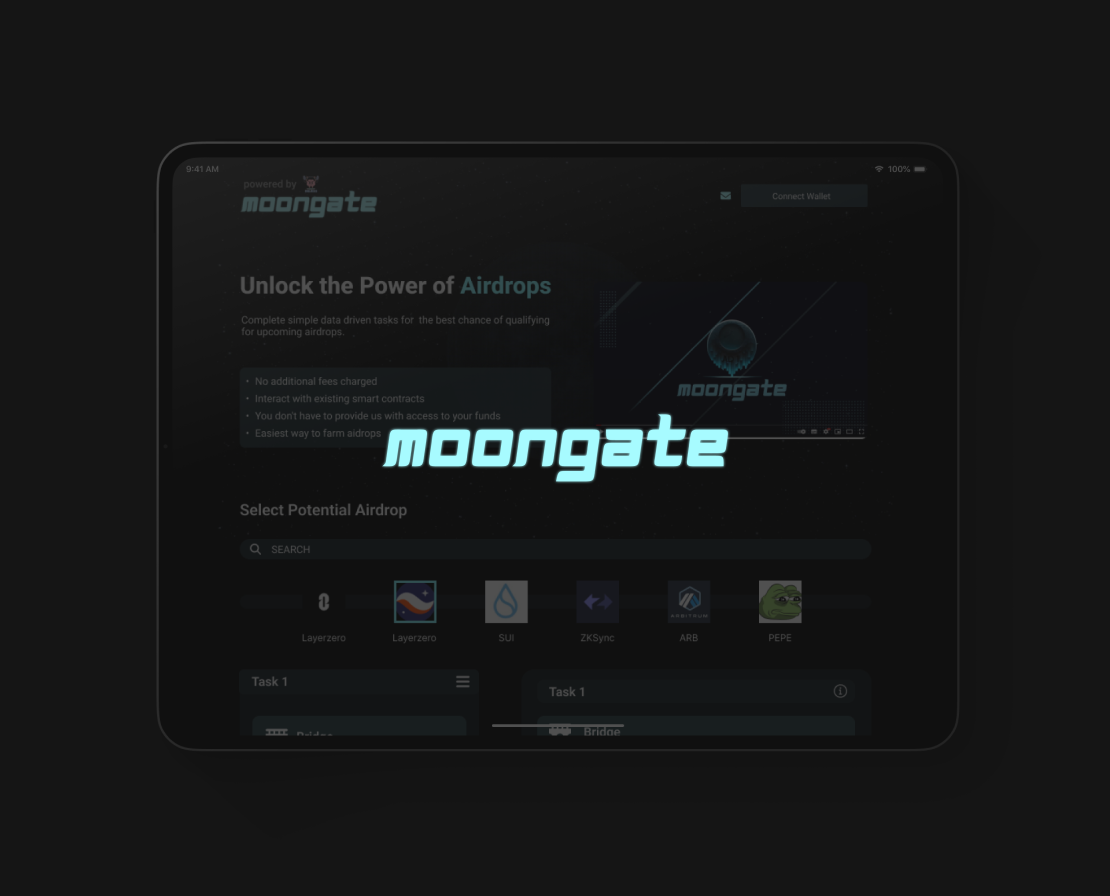 9:41 AM
100%
powered by
moongate
Connect Wallet
Unlock the Power of Airdrops
Complete simple data driven tasks for the best chance of qualifying
for upcoming airdrops.
moongate
• No additional fees charged
• Interact with existing smart contracts
• You don't have to provide us with access to your funds
• Easiest way to farm aidrops
moongate
Select Potential Airdrop
SEARCH
ARBITRUM
Layerzero
Layerzero
SUI
ZKSync
ARB
PEPE
Task 1
Task 1
Bridge
Bridge